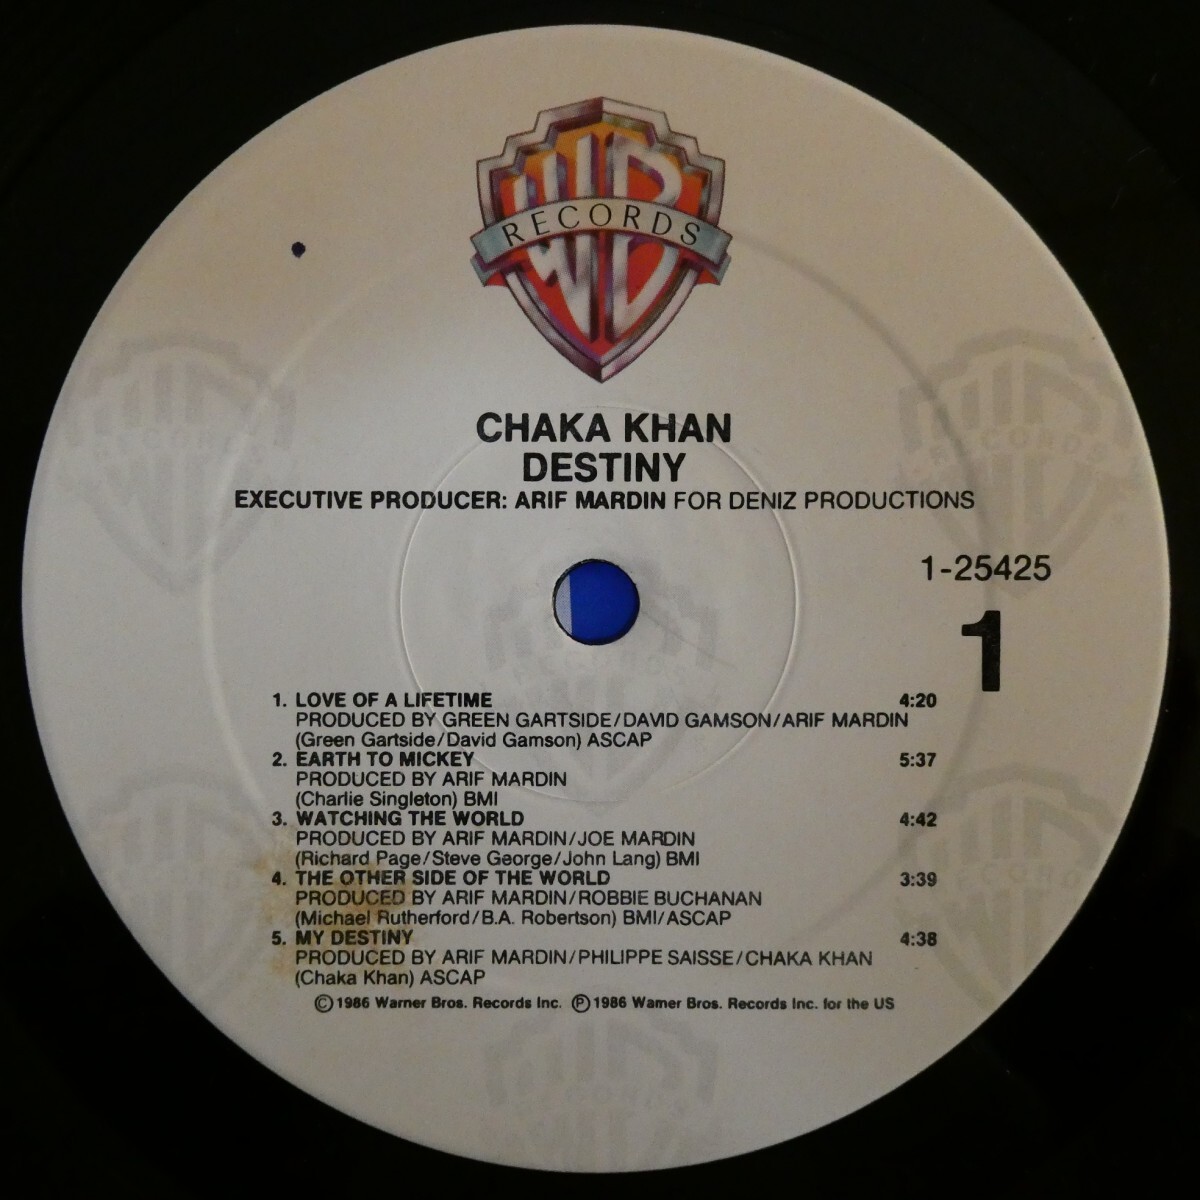 WB
RECORDS
CHAKA KHAN
DESTINY
EXECUTIVE PRODUCER: ARIF MARDIN FOR DENIZ PRODUCTIONS
1-25425
1
1. LOVE OF A LIFETIME 4:20
PRODUCED BY GREEN GARTSIDE/DAVID GAMSON/ARIF MARDIN
(Green Gartside/David Gamson) ASCAP
2. EARTH TO MICKEY 5:37
PRODUCED BY ARIF MARDIN
(Charlie Singleton) BMI
3. WATCHING THE WORLD 4:42
PRODUCED BY ARIF MARDIN/JOE MARDIN
(Richard Page/Steve George/John Lang) BMI
4. THE OTHER SIDE OF THE WORLD 3:39
PRODUCED BY ARIF MARDIN/ROBBIE BUCHANAN
(Michael Rutherford/B.A. Robertson) BMI/ASCAP
5. MY DESTINY 4:38
PRODUCED BY ARIF MARDIN/PHILIPPE SAISSE/CHAKA KHAN
(Chaka Khan) ASCAP
© 1986 Warner Bros. Records Inc. ℗ 1986 Warner Bros. Records Inc. for the US